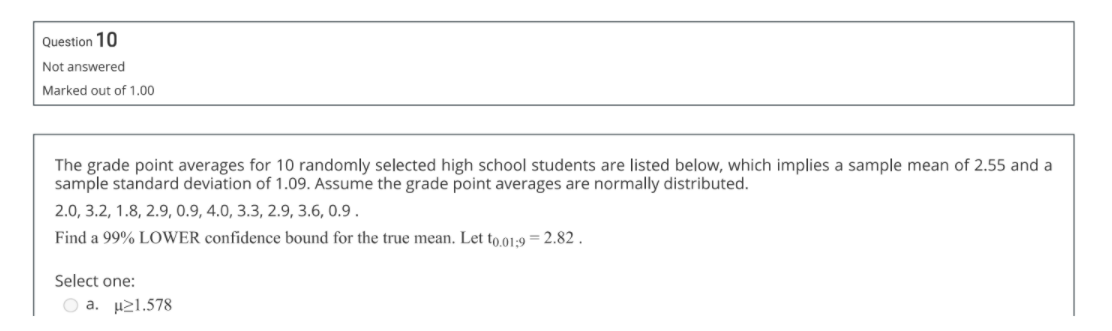 Question 10
Not answered
Marked out of 1.00
The grade point averages for 10 randomly selected high school students are listed below, which implies a sample mean of 2.55 and a
sample standard deviation of 1.09. Assume the grade point averages are normally distributed.
2.0, 3.2, 1.8, 2.9, 0.9, 4.0, 3.3, 2.9, 3.6, 0.9 .
Find a 99% LOWER confidence bound for the true mean. Let t0.01;9 = 2.82 .
Select one:
a. μ≥1.578